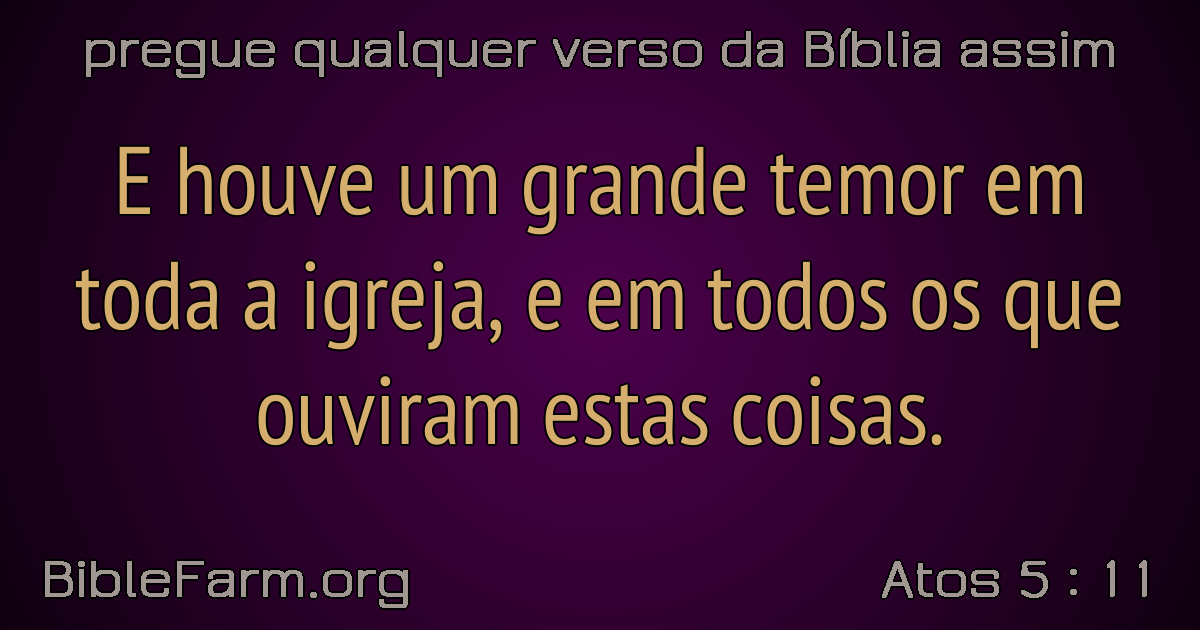 pregue qualquer verso da Bíblia assim
E houve um grande temor em
toda a igreja, e em todos os que
ouviram estas coisas.
BibleFarm.org
Atos 5 : 11